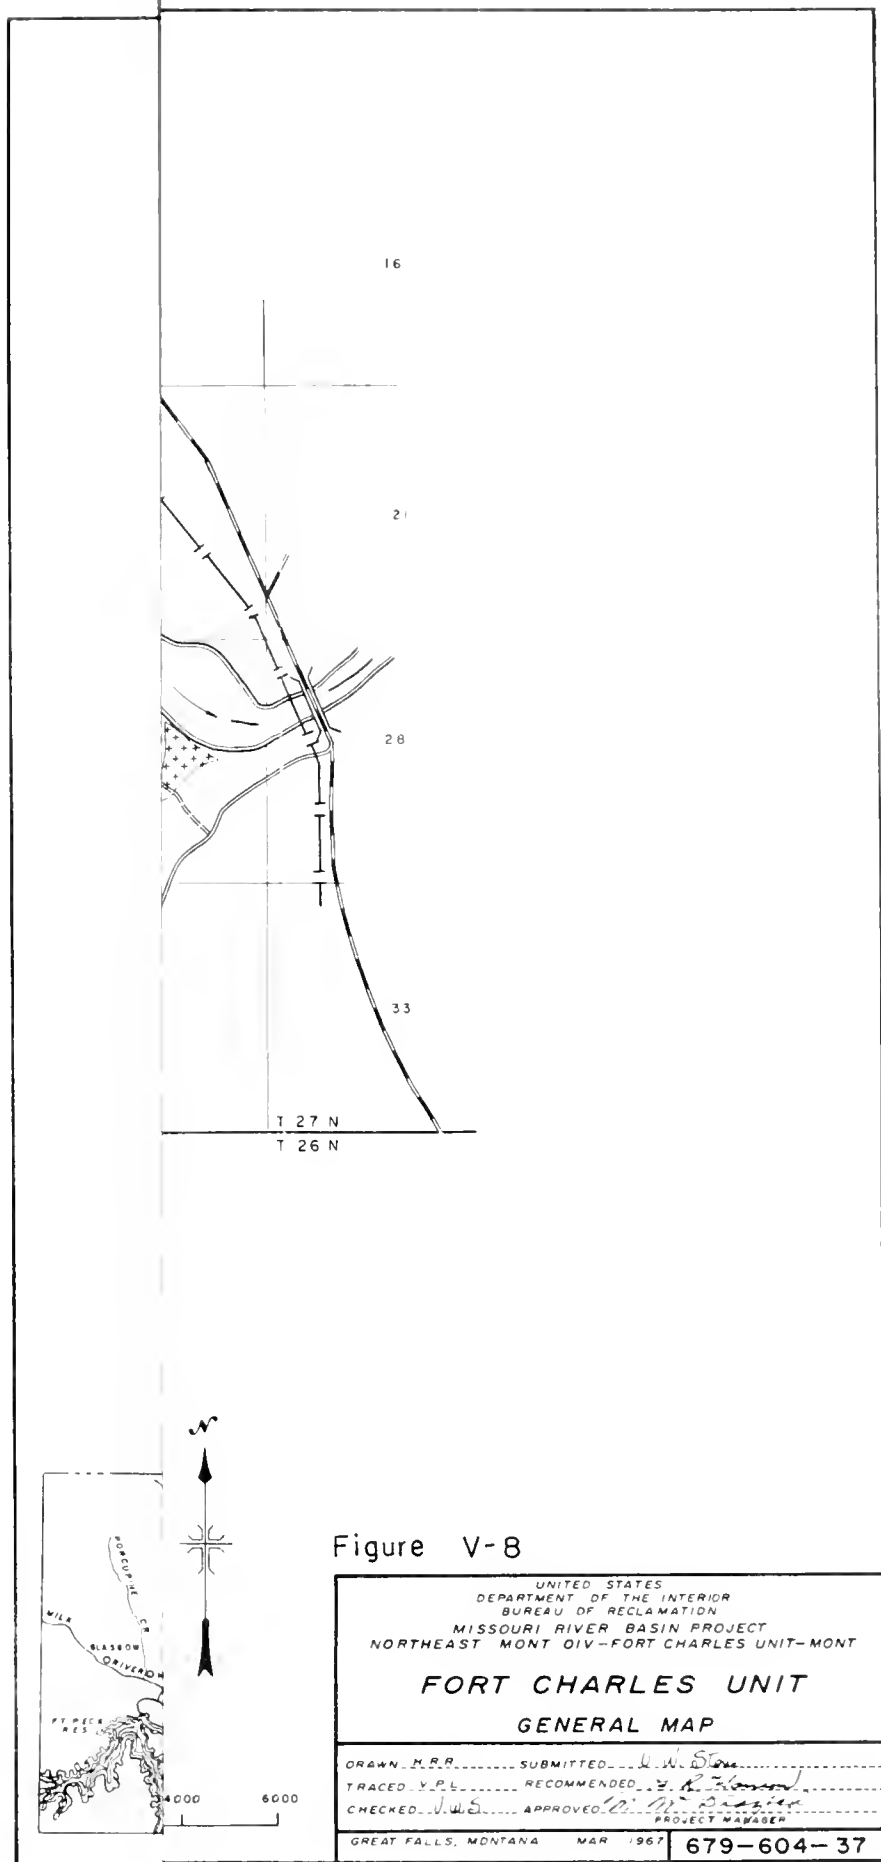 16
21
28
33
T 27 N
T 26 N
N
PORCUPINE
CR
MILK
GLASGOW
RIVER
FT. PECK
RES
4000 6000
Figure V-8
UNITED STATES
DEPARTMENT OF THE INTERIOR
BUREAU OF RECLAMATION
MISSOURI RIVER BASIN PROJECT
NORTHEAST MONT DIV-FORT CHARLES UNIT-MONT
FORT CHARLES UNIT
GENERAL MAP
DRAWN H.R.R. SUBMITTED
TRACED V.P.L. RECOMMENDED
CHECKED J.W.S. APPROVED
PROJECT MANAGER
GREAT FALLS, MONTANA MAR 1967 679-604-37